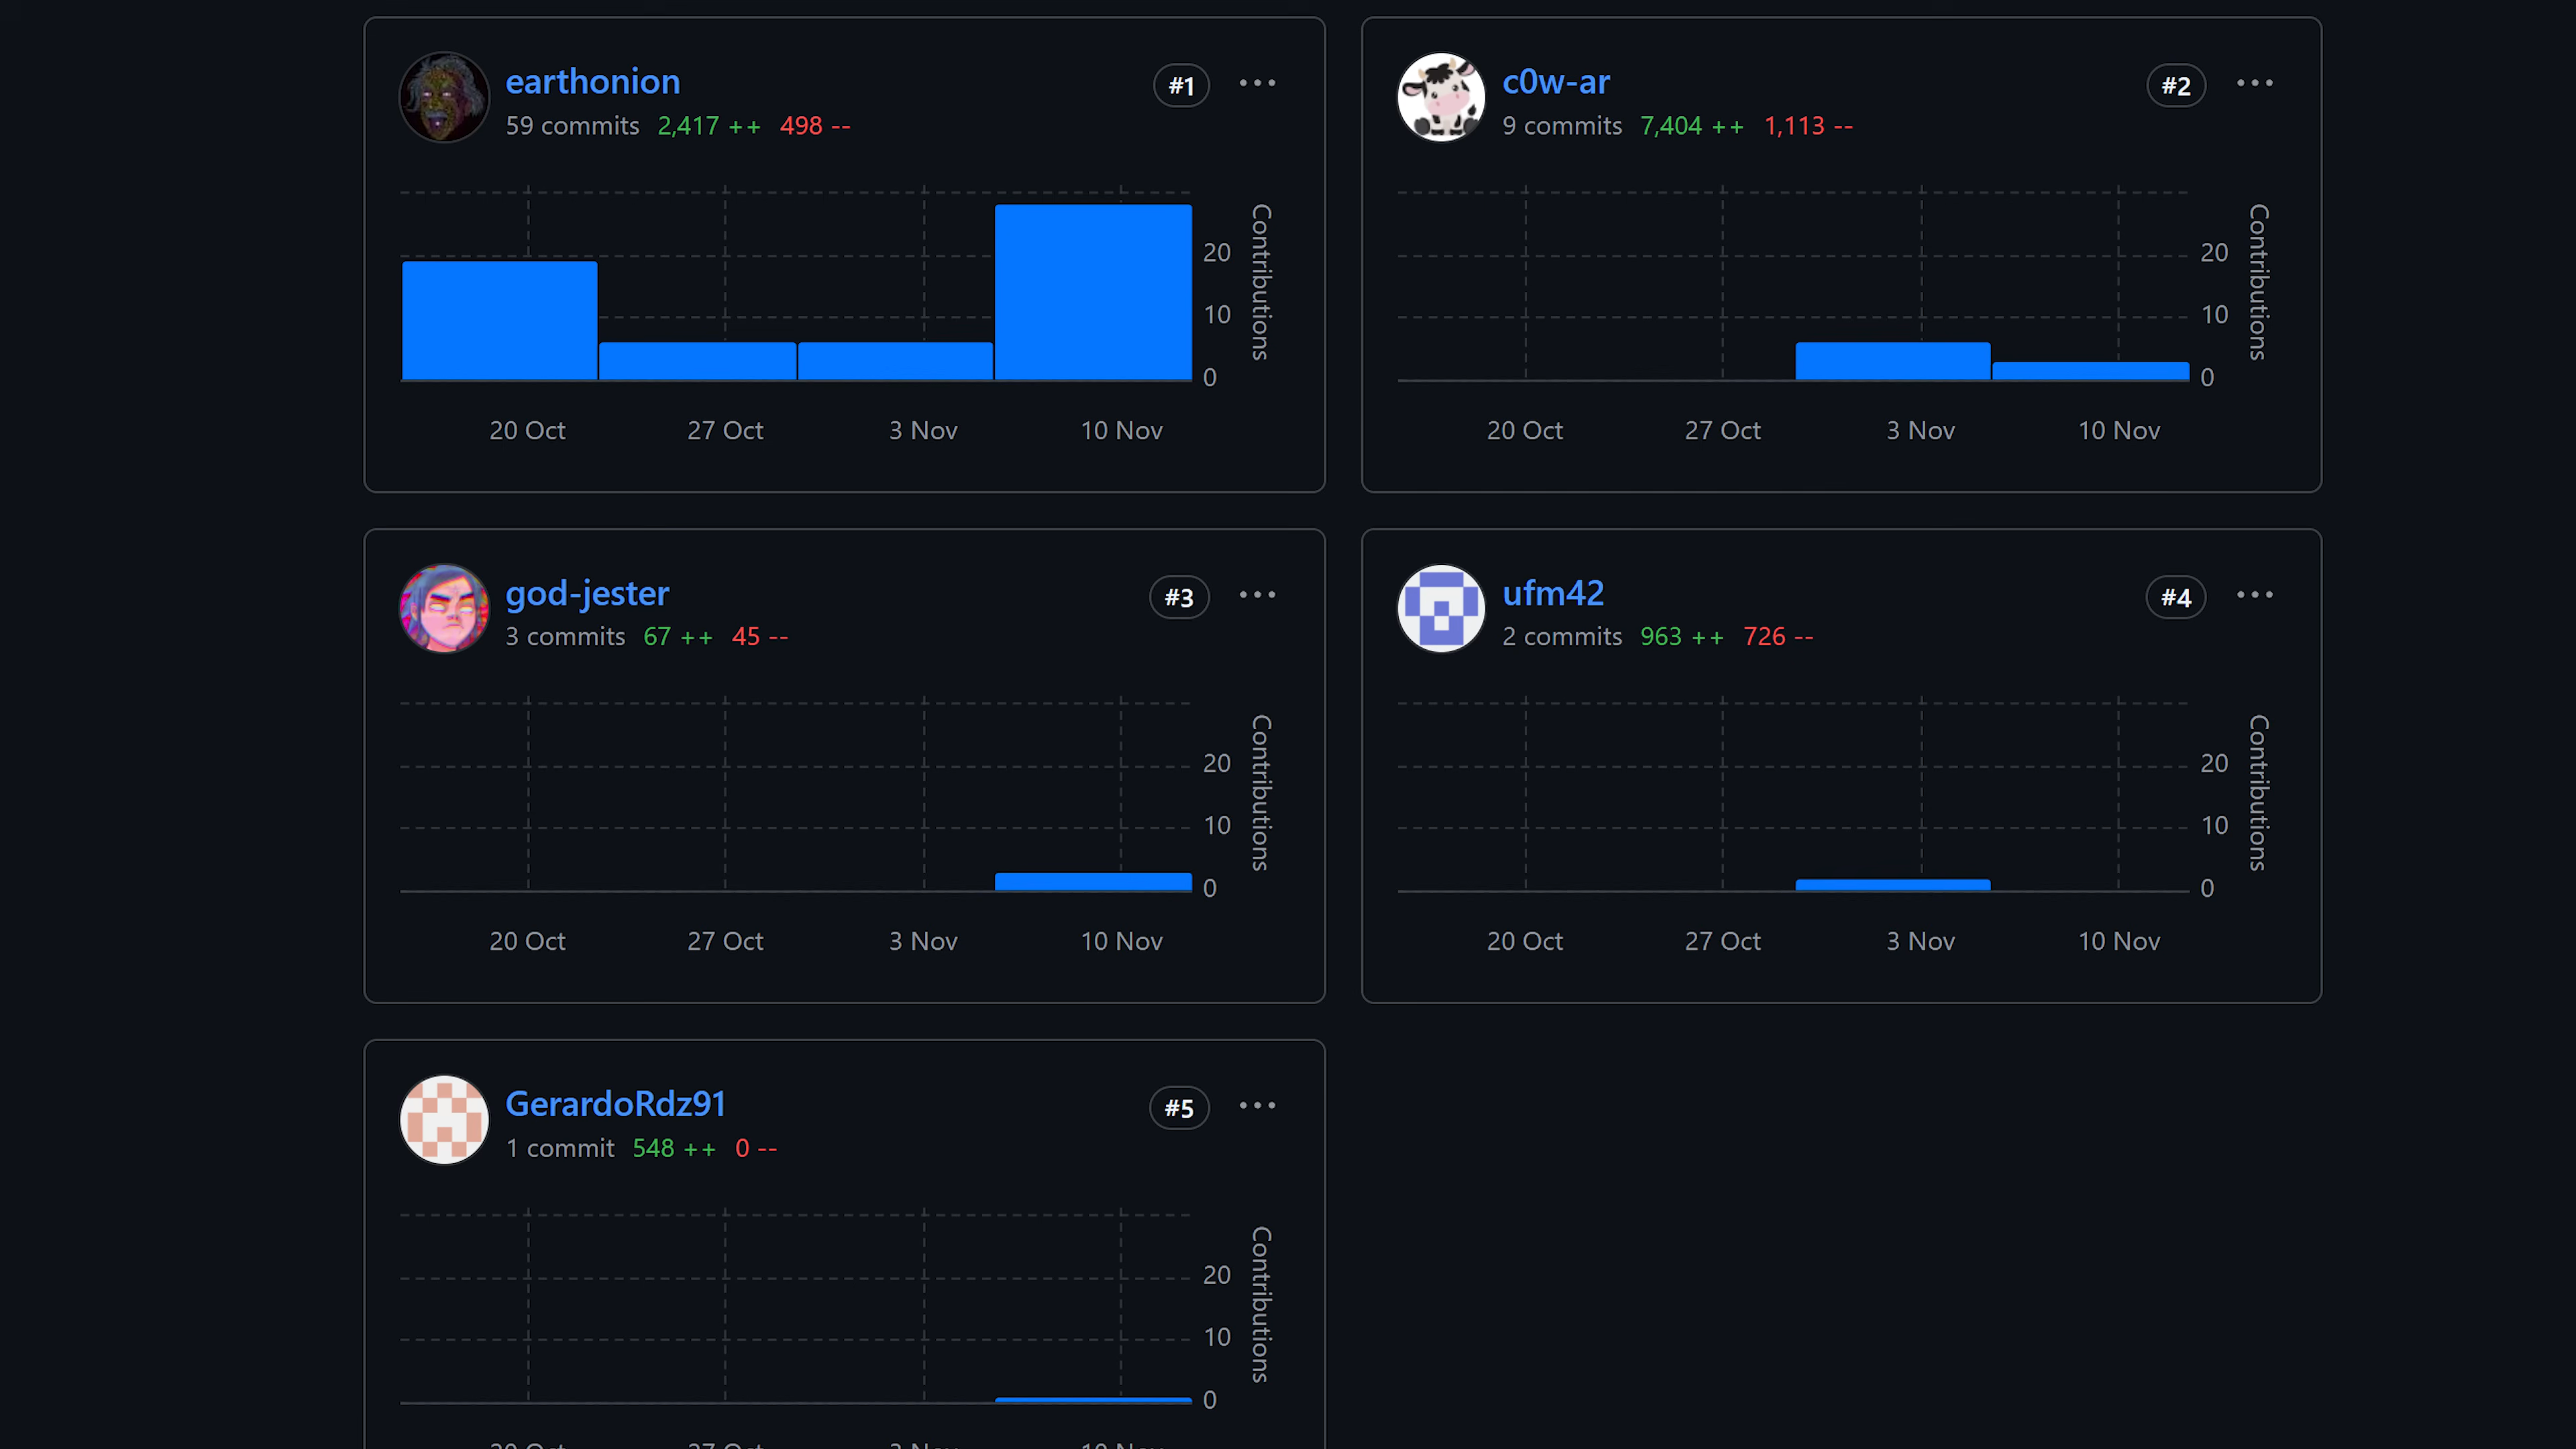 earthonion
#1
59 commits 2,417 ++ 498 --
20
10
0
Contributions
20 Oct 27 Oct 3 Nov 10 Nov
c0w-ar
#2
9 commits 7,404 ++ 1,113 --
20
10
0
Contributions
20 Oct 27 Oct 3 Nov 10 Nov
god-jester
#3
3 commits 67 ++ 45 --
20
10
0
Contributions
20 Oct 27 Oct 3 Nov 10 Nov
ufm42
#4
2 commits 963 ++ 726 --
20
10
0
Contributions
20 Oct 27 Oct 3 Nov 10 Nov
GerardoRdz91
#5
1 commit 548 ++ 0 --
20
10
0
Contributions